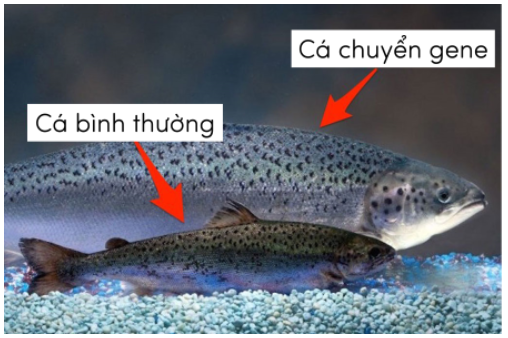 Cá chuyển gene
Cá bình thường